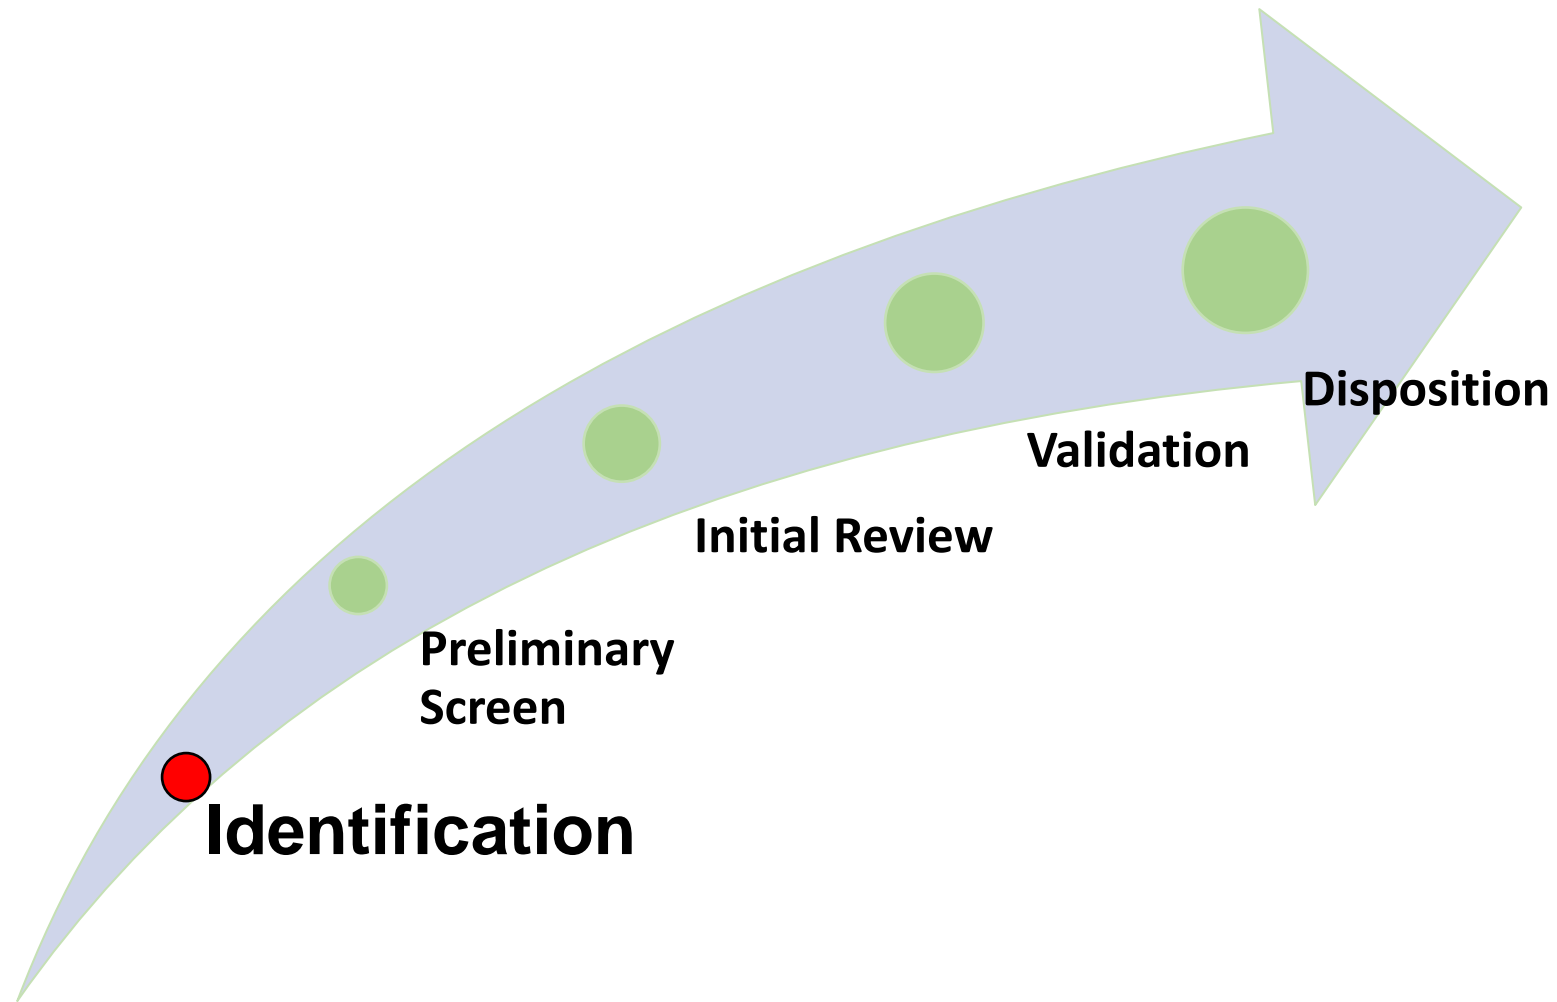 Disposition
Validation
Initial Review
Preliminary
Screen
Identification